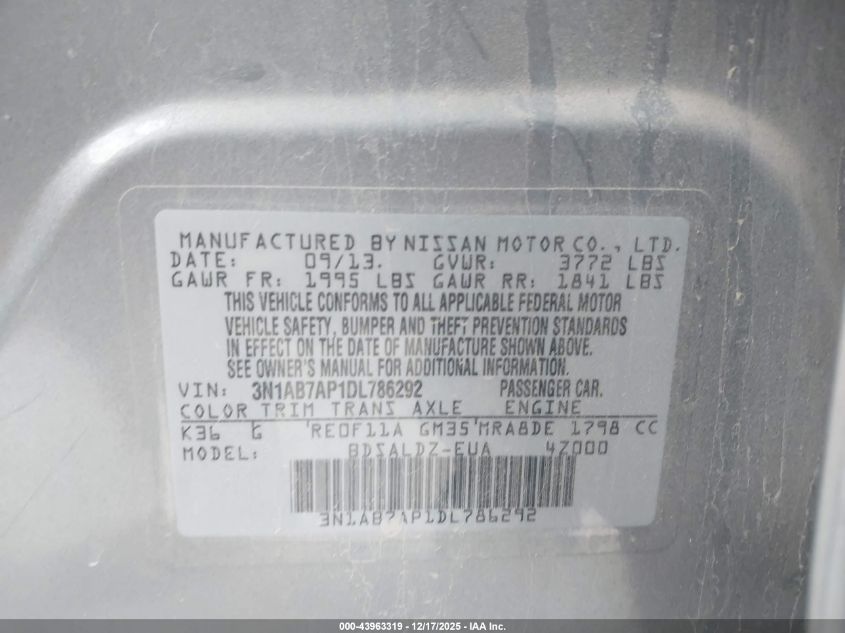 MANUFACTURED BY NISSAN MOTOR CO., LTD.
DATE: 09/13. GVWR: 3772 LBS
GAWR FR: 1995 LBS GAWR RR: 1841 LBS
THIS VEHICLE CONFORMS TO ALL APPLICABLE FEDERAL MOTOR
VEHICLE SAFETY, BUMPER AND THEFT PREVENTION STANDARDS
IN EFFECT ON THE DATE OF MANUFACTURE SHOWN ABOVE.
SEE OWNER'S MANUAL FOR ADDITIONAL INFORMATION.
VIN: 3N1AB7AP1DL786292 PASSENGER CAR.
COLOR TRIM TRANS AXLE ENGINE
K36 G 'RE0F11A GM35'MRA8DE 1798 CC
MODEL: BDSALDZ-EUA 4Z000
3N1AB7AP1DL786292
000-43963319 - 12/17/2025 - IAA Inc.